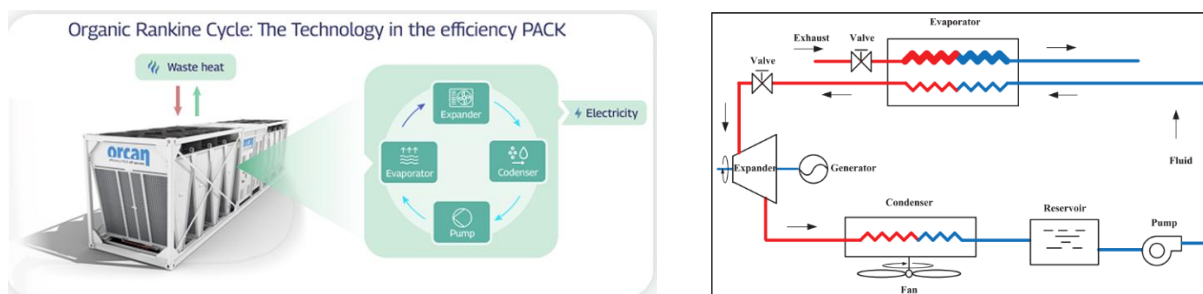 Organic Rankine Cycle: The Technology in the efficiency PACK
Waste heat
orcan
Expander
Electricity
Evaporator
Codenser
Pump
Evaporator
Exhaust
Valve
Valve
Expander
Generator
Fluid
Condenser
Reservoir
Pump
Fan